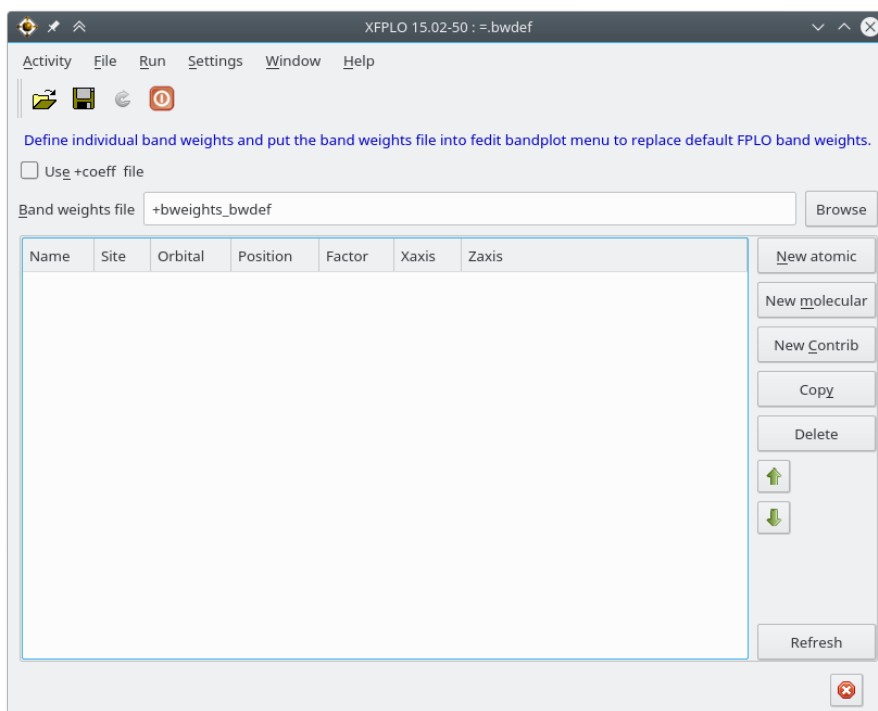 XFPLO 15.02-50 : =.bwdef
Activity File Run Settings Window Help
Define individual band weights and put the band weights file into fedit bandplot menu to replace default FPLO band weights.
Use +coeff file
Band weights file +bweights_bwdef Browse
Name Site Orbital Position Factor Xaxis Zaxis
New atomic
New molecular
New Contrib
Copy
Delete
Refresh